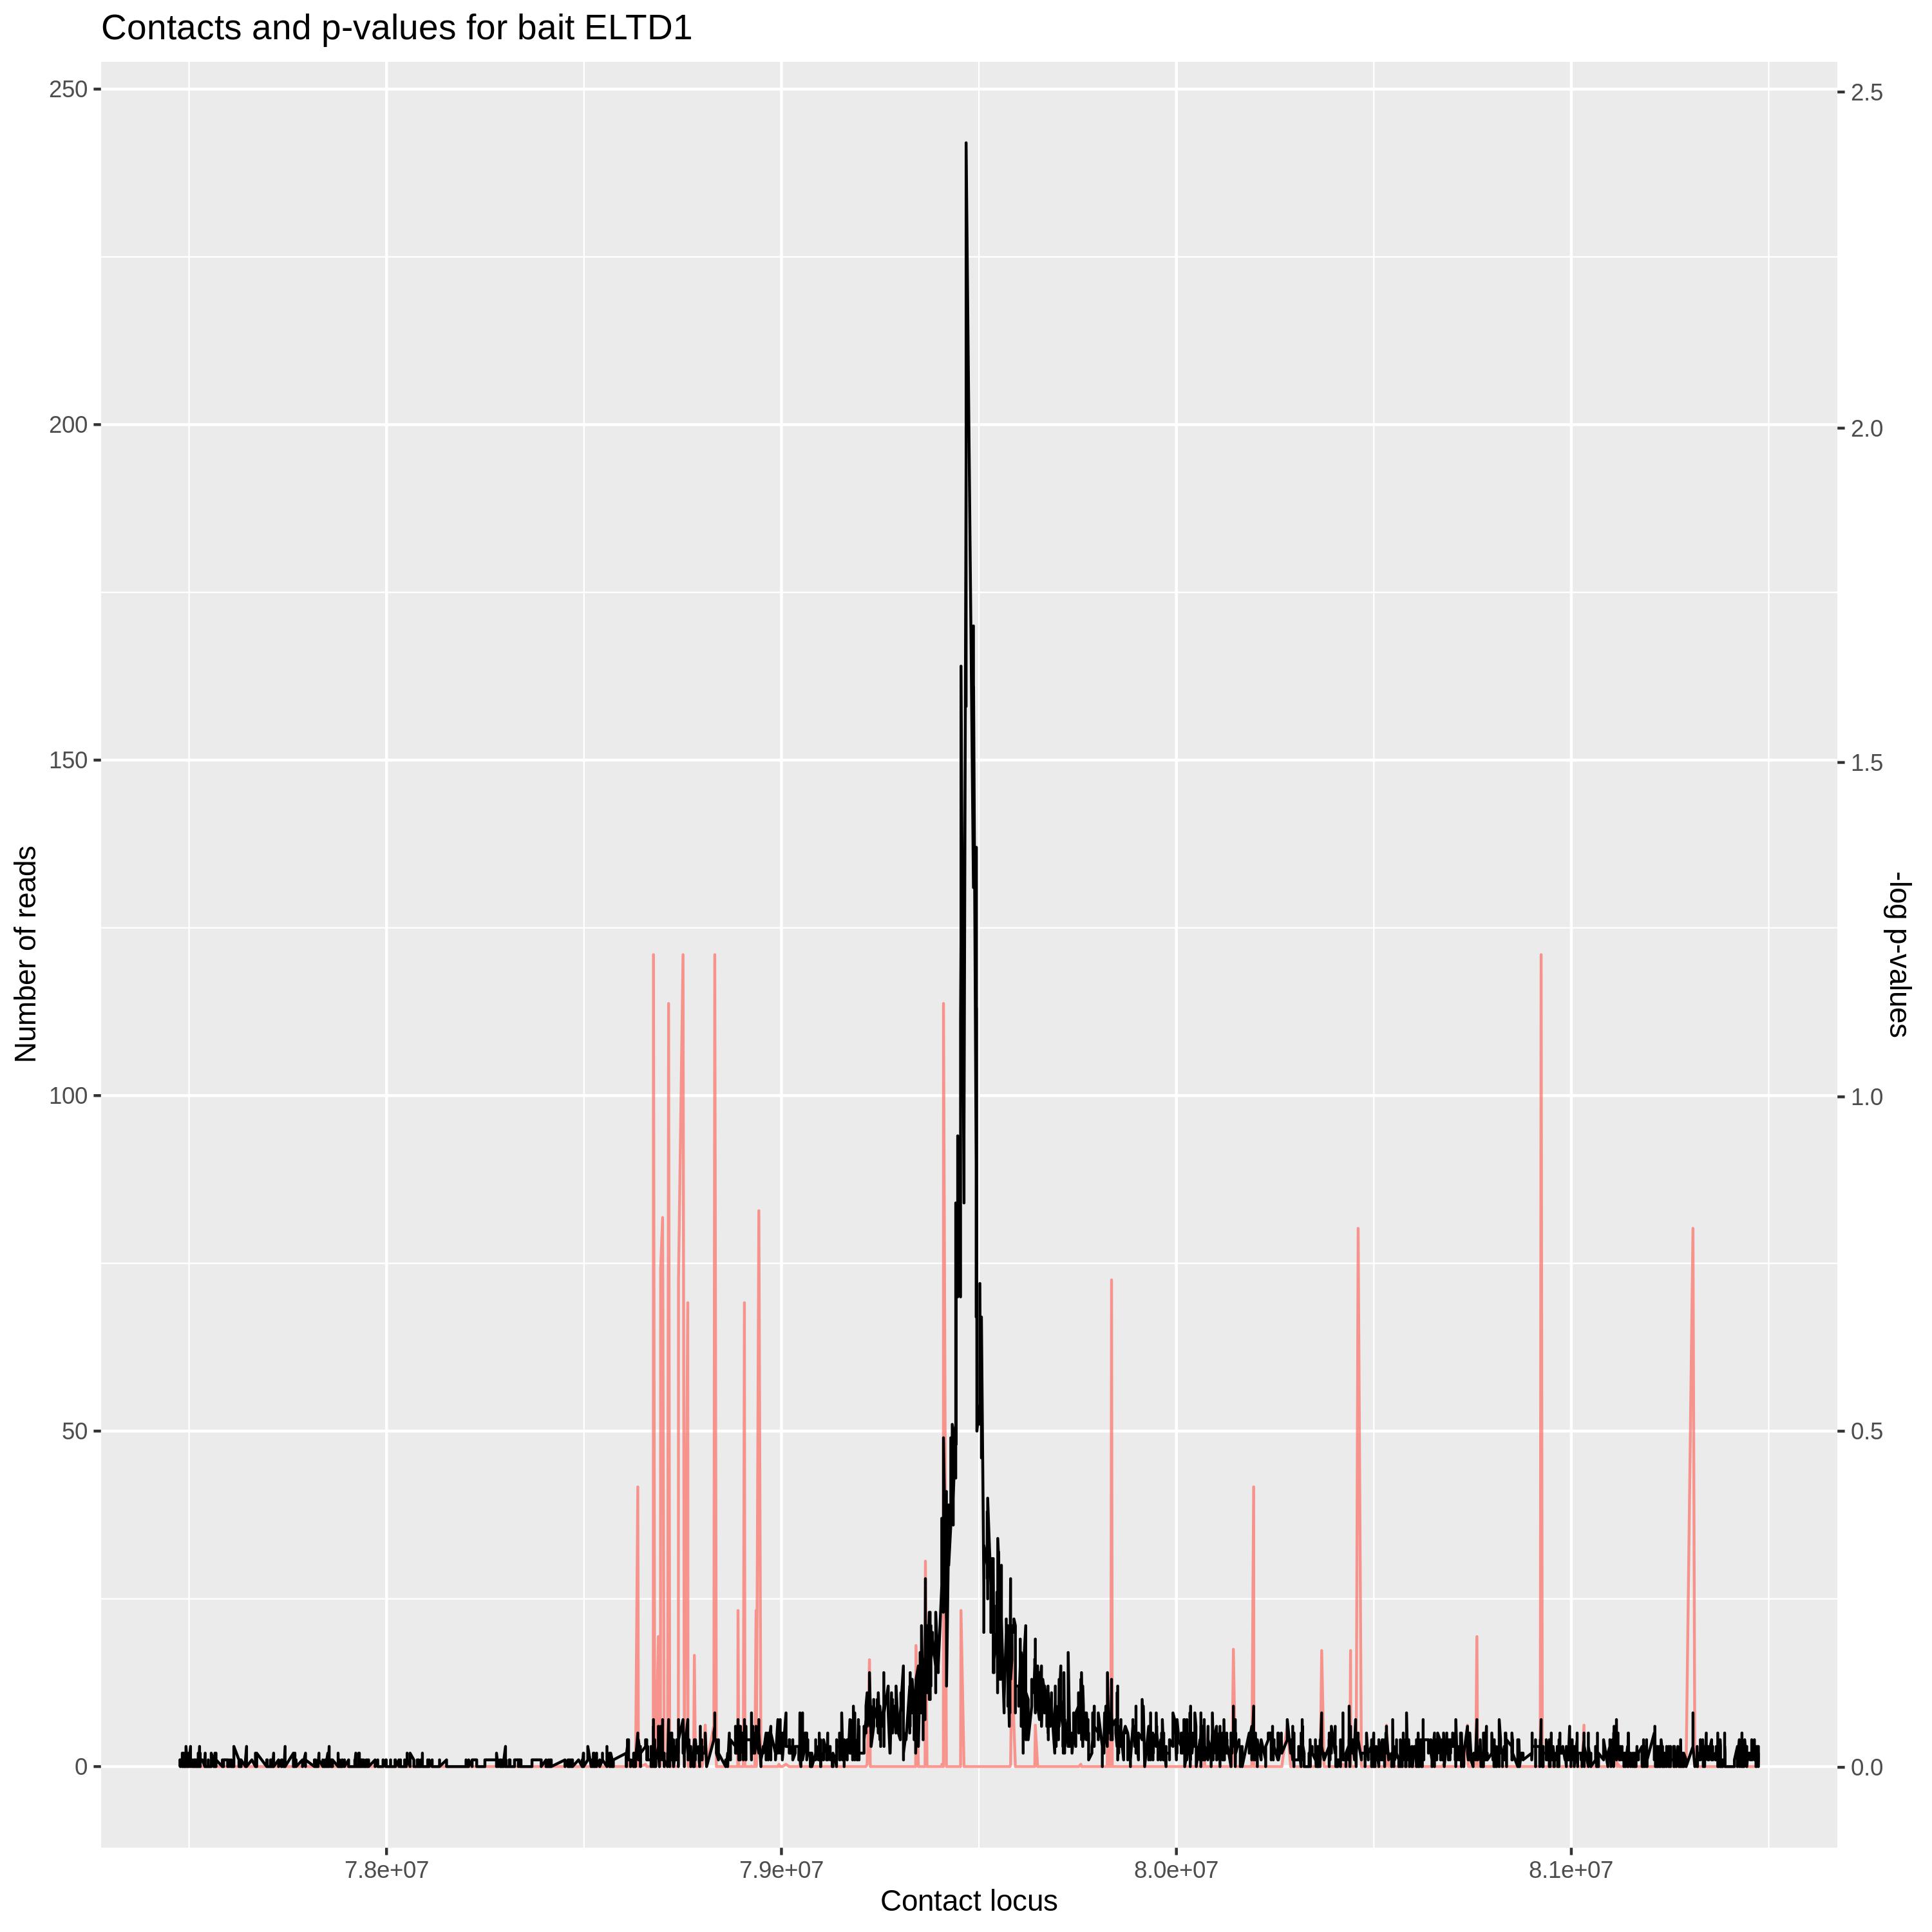 Contacts and p-values for bait ELTD1
250
200
150
100
50
0
Number of reads
2.5
2.0
1.5
1.0
0.5
0.0
-log p-values
7.8e+07 7.9e+07 8.0e+07 8.1e+07
Contact locus